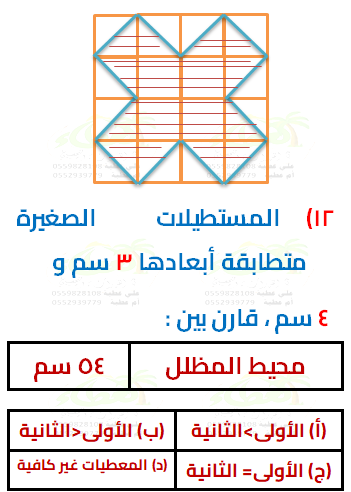 ١٢) المستطيلات الصغيرة
متطابقة أبعادها ٣ سم و
٤ سم ، قارن بين :
محيط المظلل
٥٤ سم
(أ) الأولى>الثانية
(ب) الأولى<الثانية
(ج) الأولى= الثانية
(د) المعطيات غير كافية